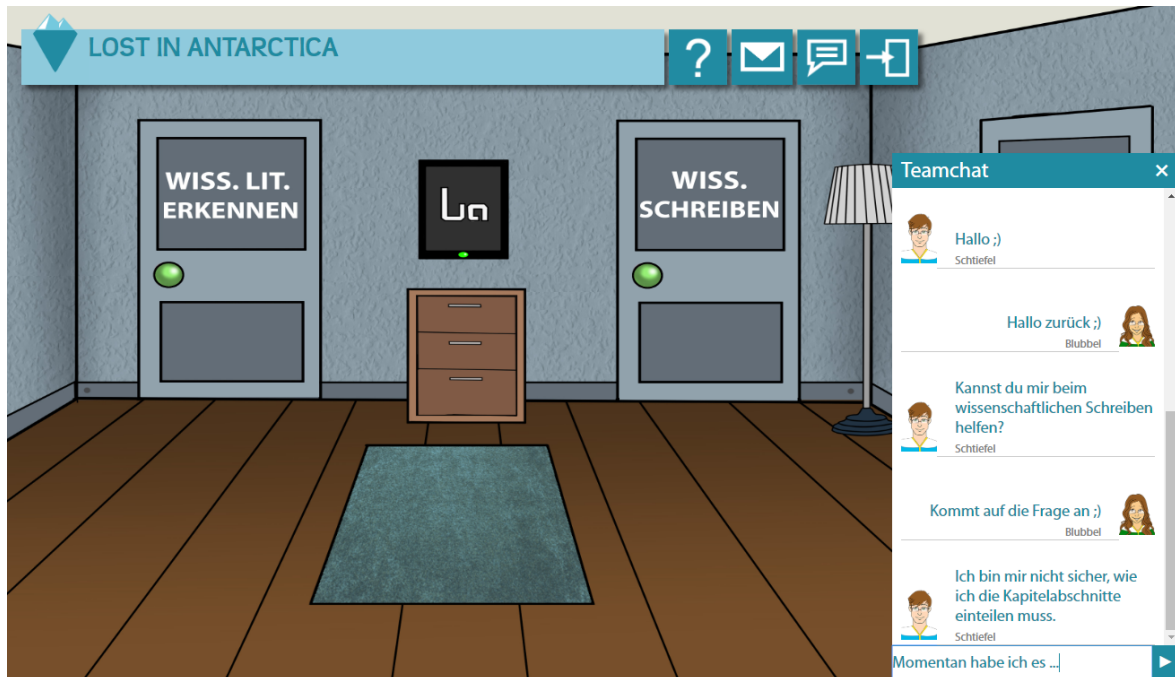 LOST IN ANTARCTICA
?
WISS. LIT.
ERKENNEN
La
WISS.
SCHREIBEN
Teamchat
Hallo ;)
Schtiefel
Hallo zurück ;)
Blubbel
Kannst du mir beim
wissenschaftlichen Schreiben
helfen?
Schtiefel
Kommt auf die Frage an ;)
Blubbel
Ich bin mir nicht sicher, wie
ich die Kapitelabschnitte
einteilen muss.
Schtiefel
Momentan habe ich es ...